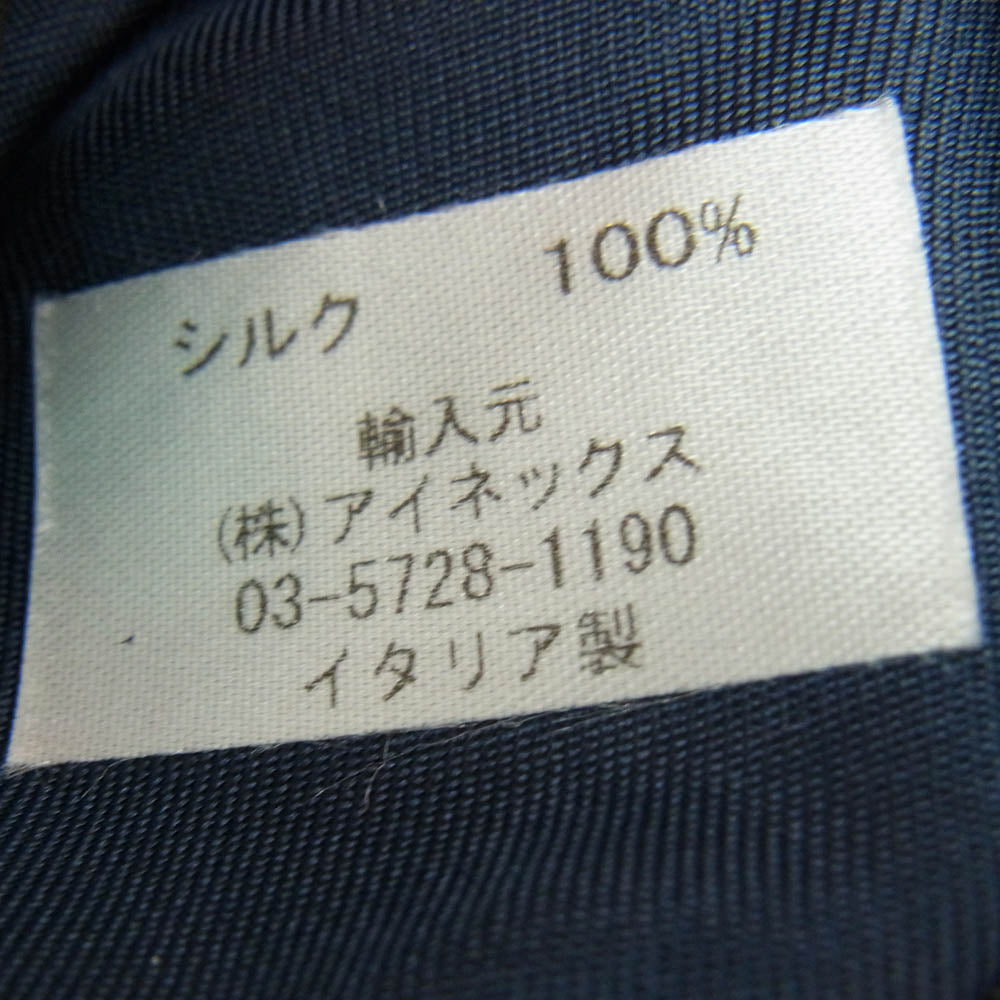 シルク 100%
輸入元
(株)アイネックス
03-5728-1190
イタリア製